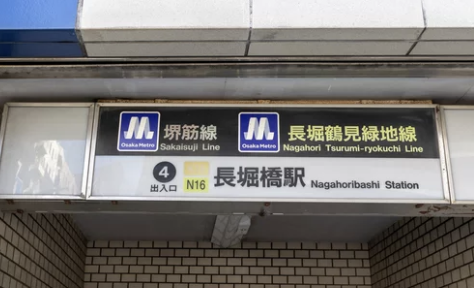 M 堺筋線 M 長堀鶴見緑地線
Osaka Metro Sakaisuji Line Osaka Metro Nagahori Tsurumi-ryokuchi Line
4 長堀橋駅 Nagahoribashi Station
出入口 N16